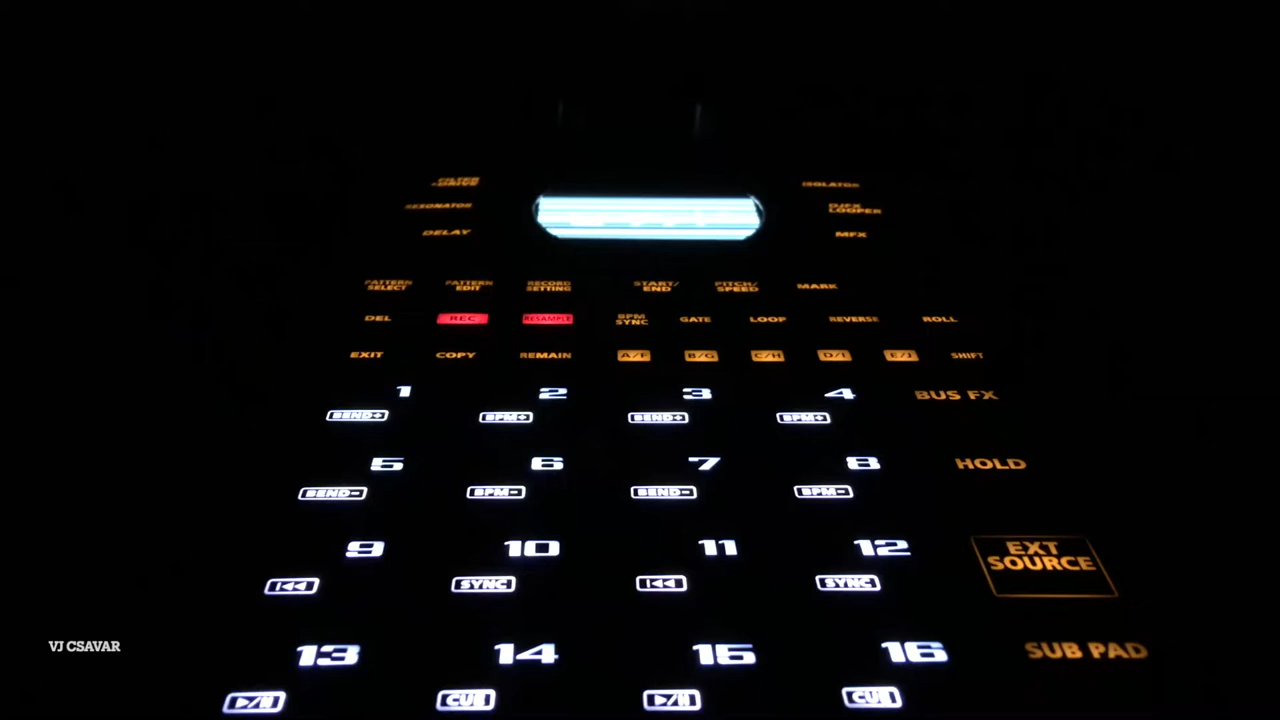 FILTER
+DRIVE
ISOLATOR
RESONATOR
DJFX
LOOPER
DELAY
MFX
PATTERN
SELECT
PATTERN
EDIT
RECORD
SETTING
START/
END
PITCH/
SPEED
MARK
DEL
REC
RESAMPLE
BPM
SYNC
GATE
LOOP
REVERSE
ROLL
EXIT
COPY
REMAIN
A/F
B/G
C/H
D/I
E/J
SHIFT
1
2
3
4
BUS FX
BEND+
BPM+
BEND+
BPM+
5
6
7
8
HOLD
BEND-
BPM-
BEND-
BPM-
9
10
11
12
EXT
SOURCE
SYNC
SYNC
VJ CSAVAR
13
14
15
16
SUB PAD
CUE
CUE